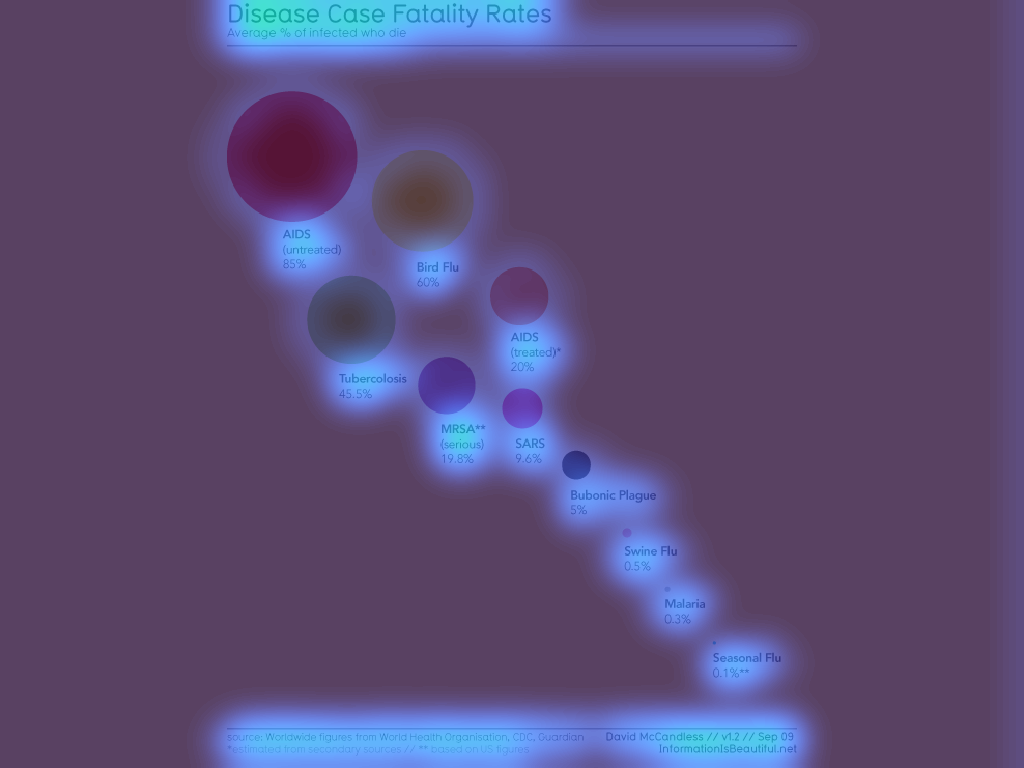 Disease Case Fatality Rates
Average % of infected who die
AIDS
(untreated)
85%
Bird Flu
60%
AIDS
(treated)*
20%
Tubercolosis
45.5%
MRSA**
(serious)
19.8%
SARS
9.6%
Bubonic Plague
5%
Swine Flu
0.5%
Malaria
0.3%
Seasonal Flu
0.1%**
source: Worldwide figures from World Health Organisation, CDC, Guardian
*estimated from secondary sources // ** based on US figures
David McCandless // v1.2 // Sep 09
InformationIsBeautiful.net